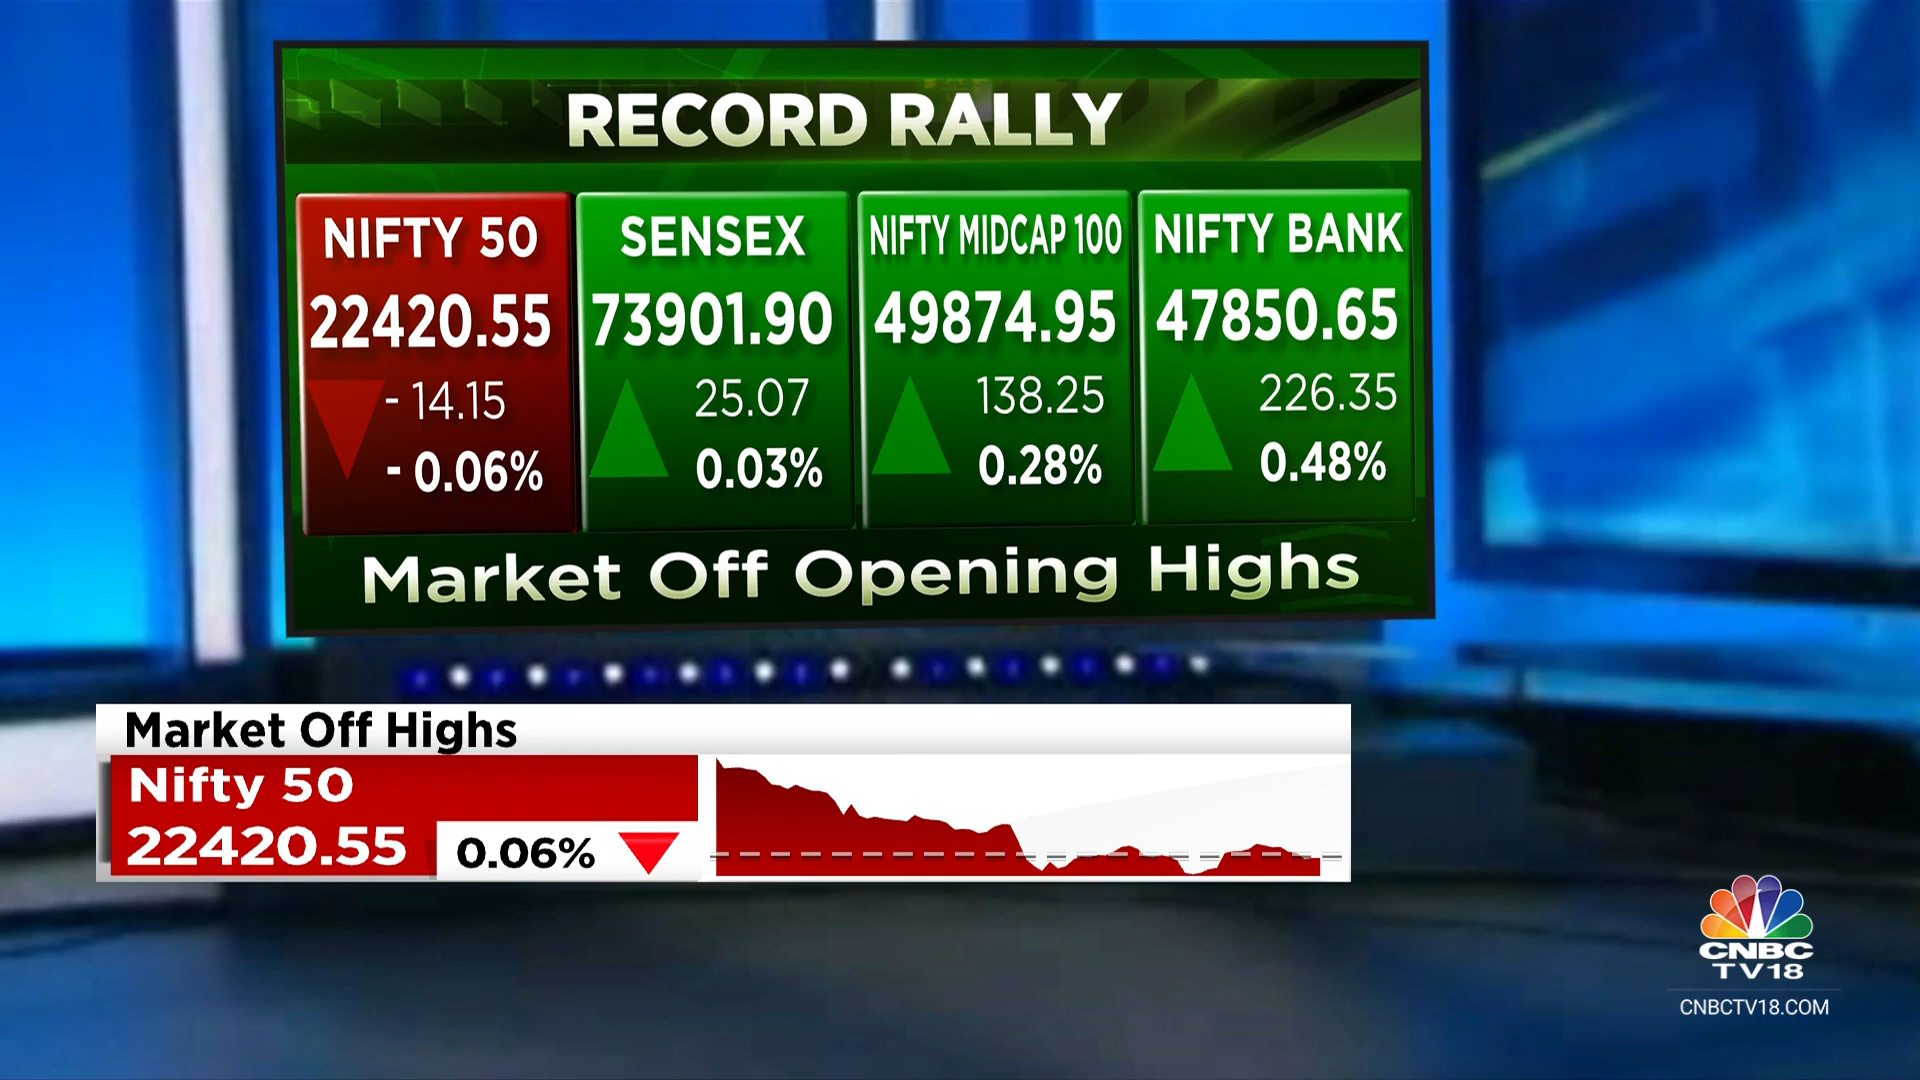 RECORD RALLY
NIFTY 50
22420.55
- 14.15
- 0.06%
SENSEX
73901.90
25.07
0.03%
NIFTY MIDCAP 100
49874.95
138.25
0.28%
NIFTY BANK
47850.65
226.35
0.48%
Market Off Opening Highs
Market Off Highs
Nifty 50
22420.55
0.06%
CNBC
TV18
CNBCTV18.COM